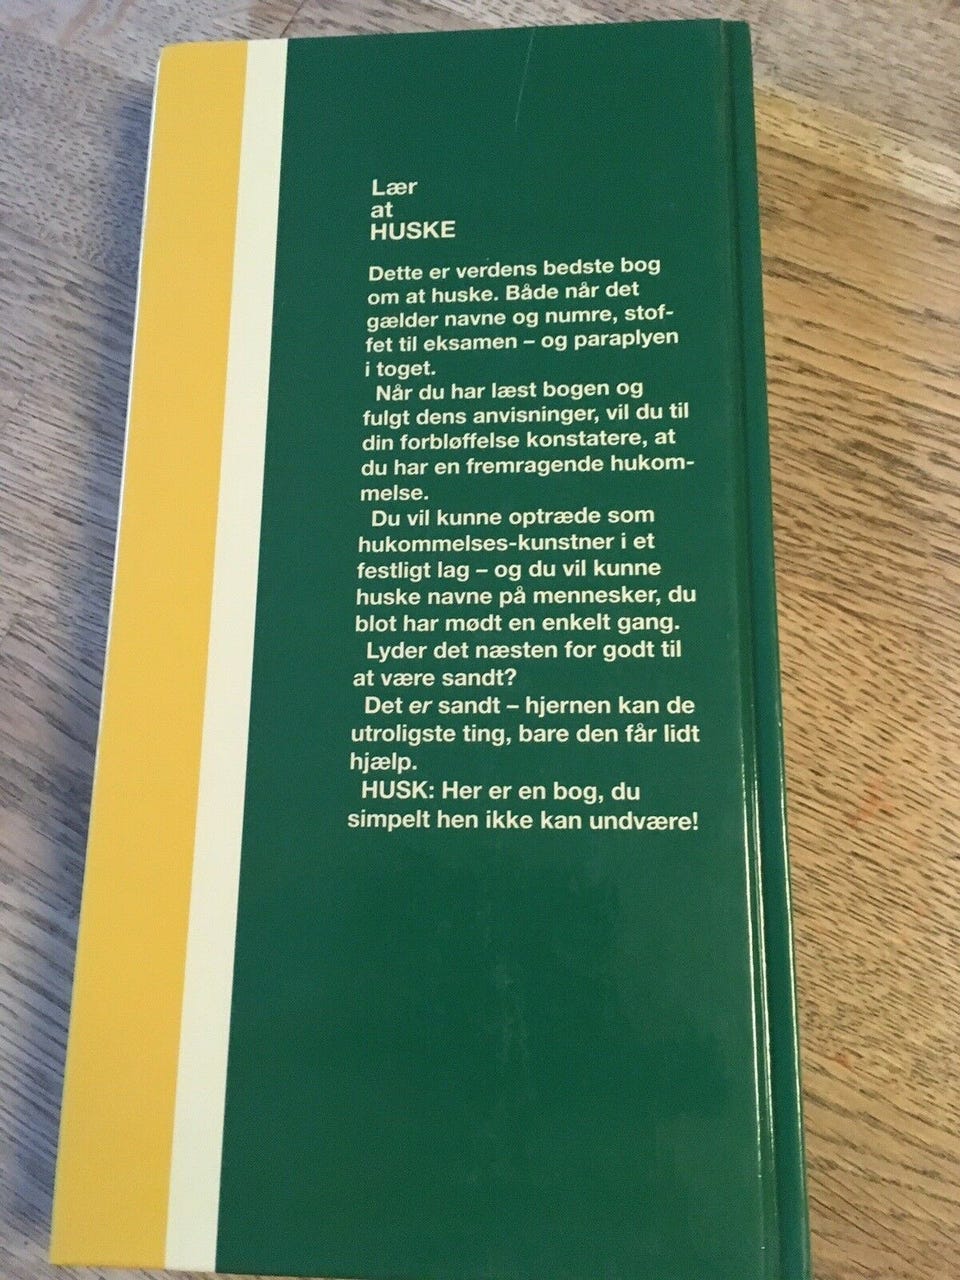 Lær
at
HUSKE
Dette er verdens bedste bog
om at huske. Både når det
gælder navne og numre, stof-
fet til eksamen – og paraplyen
i toget.
Når du har læst bogen og
fulgt dens anvisninger, vil du til
din forbløffelse konstatere, at
du har en fremragende hukom-
melse.
Du vil kunne optræde som
hukommelses-kunstner i et
festligt lag – og du vil kunne
huske navne på mennesker, du
blot har mødt en enkelt gang.
Lyder det næsten for godt til
at være sandt?
Det er sandt – hjernen kan de
utroligste ting, bare den får lidt
hjælp.
HUSK: Her er en bog, du
simpelt hen ikke kan undvære!